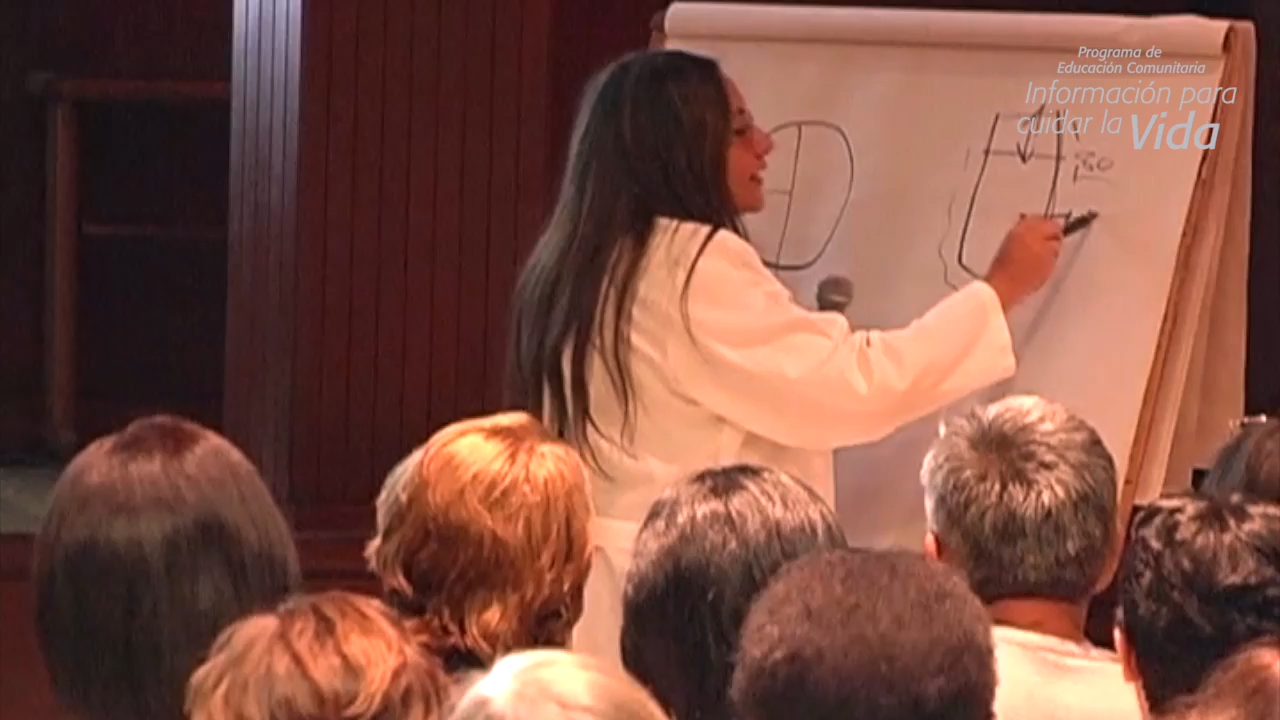 Programa de
Educación Comunitaria
Información para
cuidar la Vida